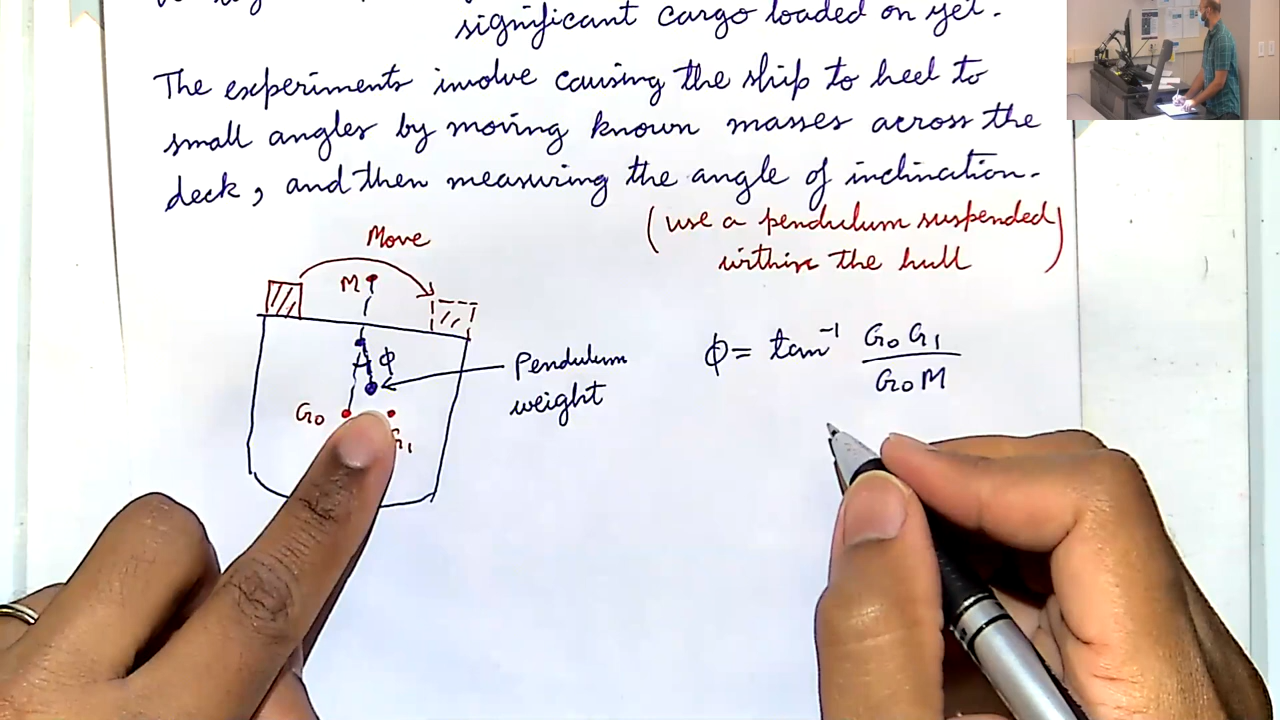 significant cargo loaded on yet.
The experiments involve causing the ship to heel to
small angles by moving known masses across the
deck, and then measuring the angle of inclination.
(use a pendulum suspended
within the hull)
Move
M
ϕ
Pendulum
weight
G₀
G₁
ϕ = tan⁻¹ G₀G₁ / G₀M